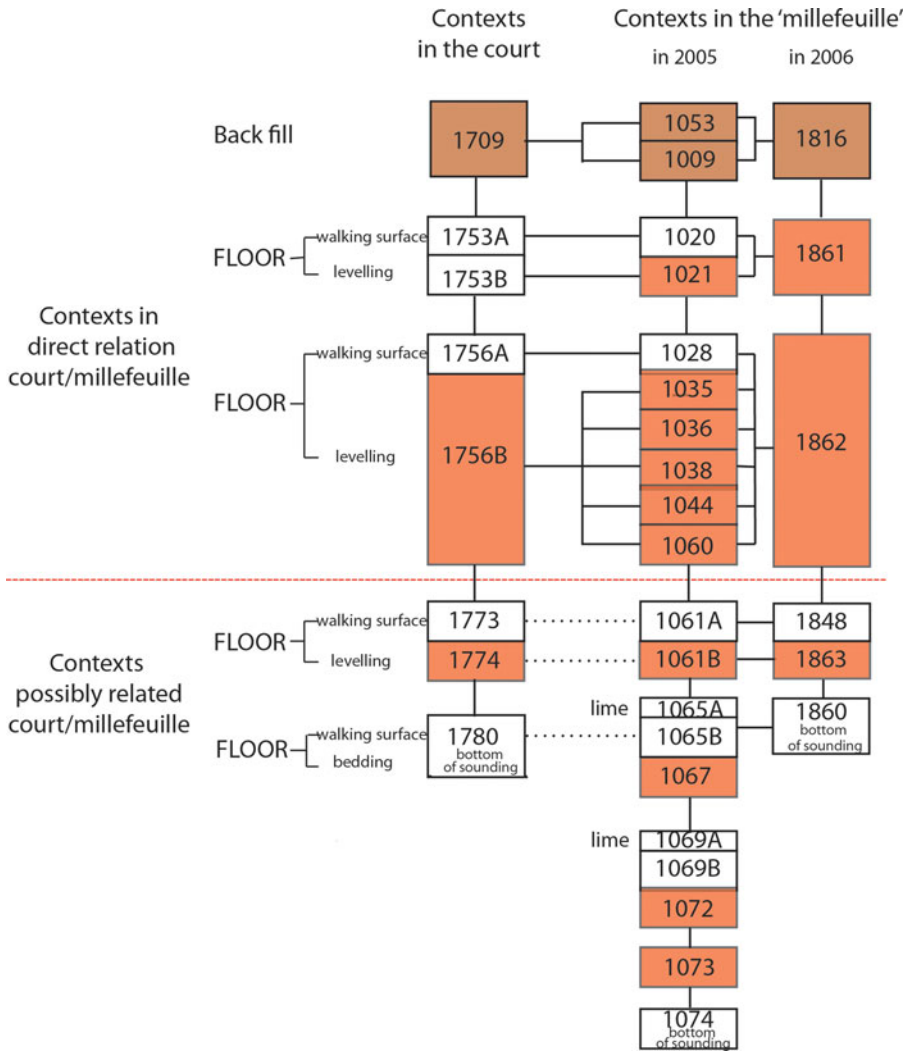 Contexts
in the court
Contexts in the ‘millefeuille’
in 2005
in 2006
Back fill
1709
1053
1009
1816
Contexts in
direct relation
court/millefeuille
FLOOR
walking surface
levelling
1753A
1753B
1020
1021
1861
FLOOR
walking surface
levelling
1756A
1756B
1028
1035
1036
1038
1044
1060
1862
Contexts
possibly related
court/millefeuille
FLOOR
walking surface
levelling
1773
1774
1061A
1061B
1848
1863
FLOOR
walking surface
bedding
1780
bottom
of sounding
lime
1065A
1065B
1067
1860
bottom
of sounding
lime
1069A
1069B
1072
1073
1074
bottom
of sounding